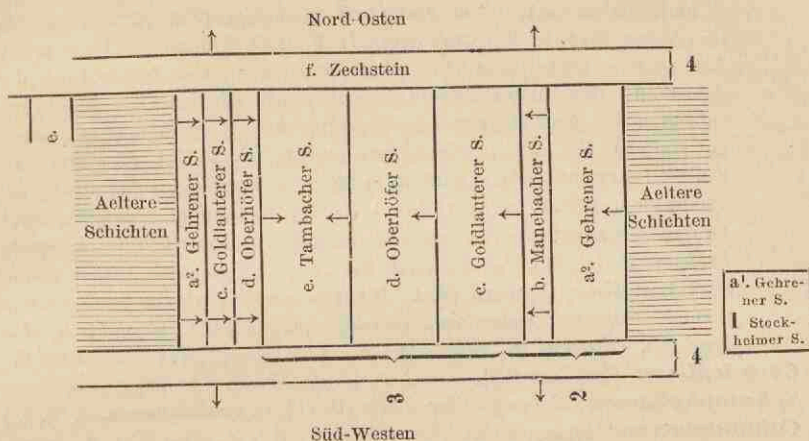 Nord-Osten
f. Zechstein
4
e.
Aeltere
Schichten
a². Gehrener S.
c. Goldlauterer S.
d. Oberhöfer S.
e. Tambacher S.
d. Oberhöfer S.
c. Goldlauterer S.
b. Manebacher S.
a². Gehrener S.
Aeltere
Schichten
a¹. Gehre-
ner S.
1 Stock-
heimer S.
4
3
2
Süd-Westen